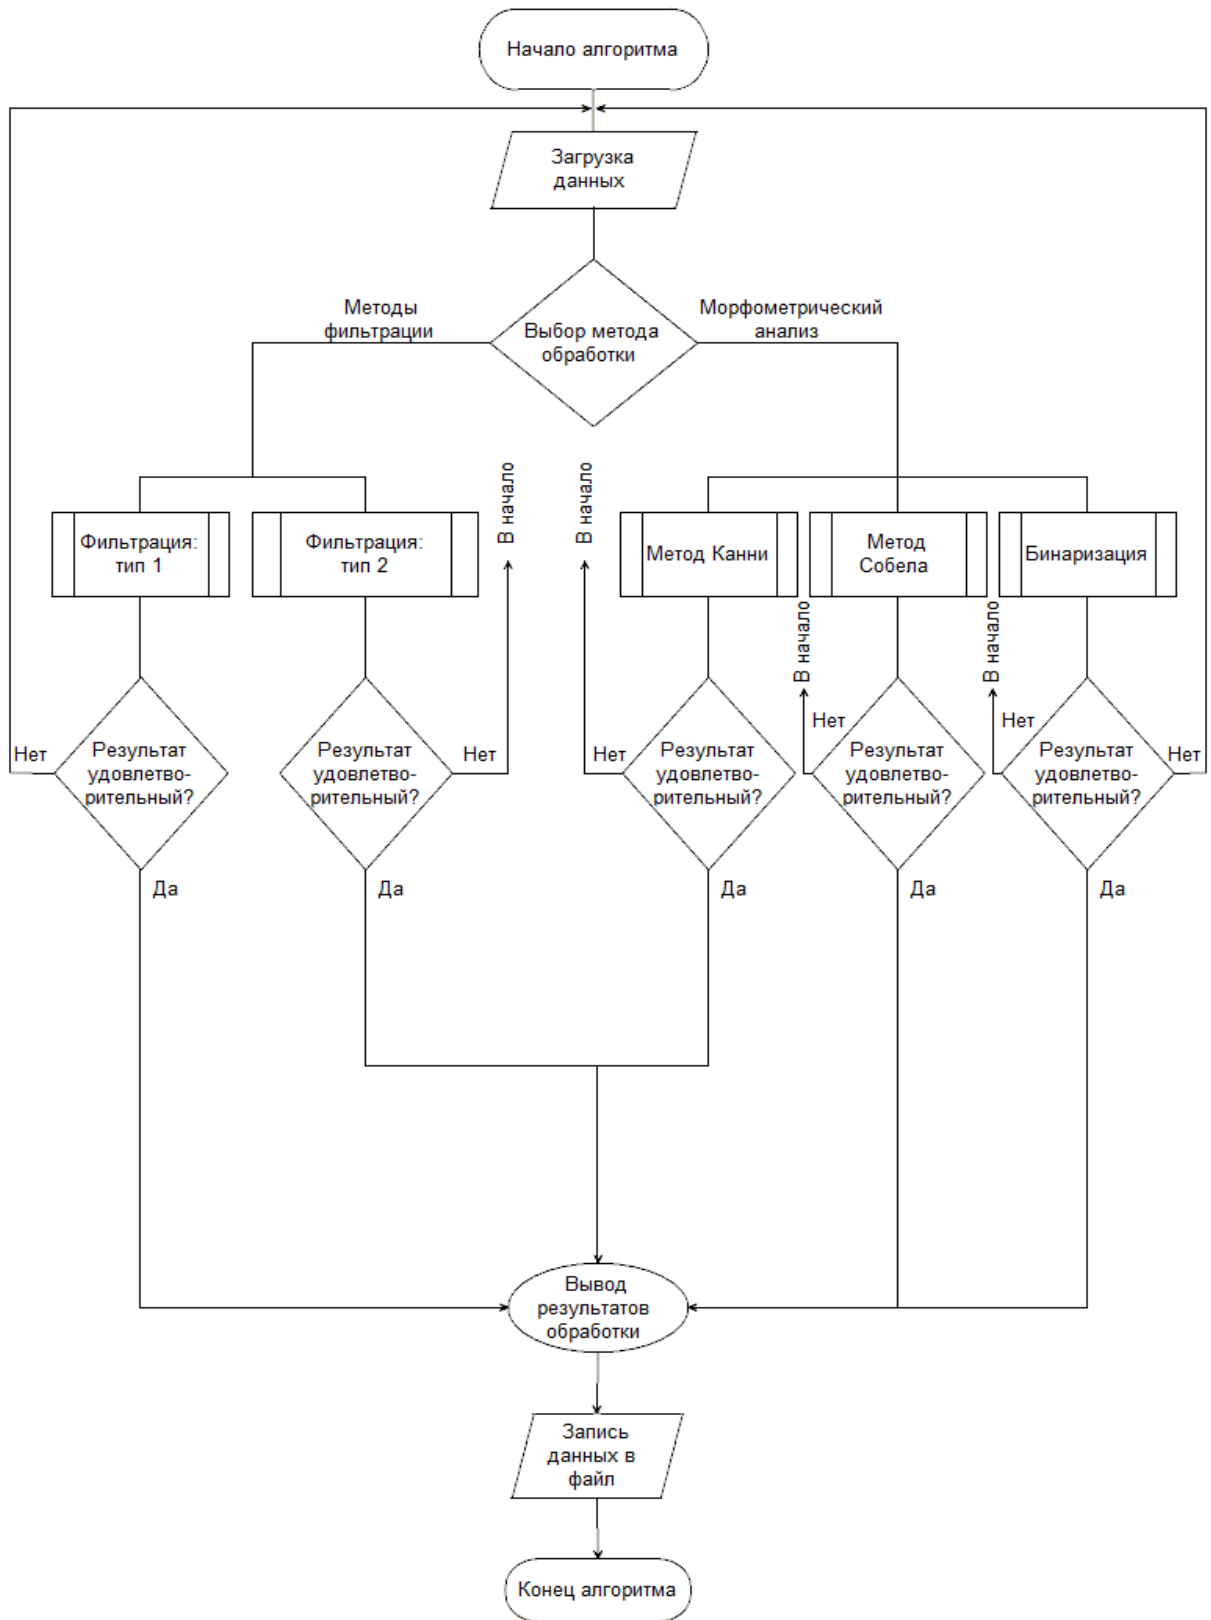 Начало алгоритма
Загрузка
данных
Методы
фильтрации
Выбор метода
обработки
Морфометрический
анализ
В начало
В начало
Фильтрация:
тип 1
Фильтрация:
тип 2
Метод Канни
Метод
Собела
Бинаризация
В начало
В начало
Нет
Результат
удовлетво-
рительный?
Результат
удовлетво-
рительный?
Нет
Нет
Результат
удовлетво-
рительный?
Нет
Результат
удовлетво-
рительный?
Нет
Результат
удовлетво-
рительный?
Нет
Да
Да
Да
Да
Да
Вывод
результатов
обработки
Запись
данных в
файл
Конец алгоритма